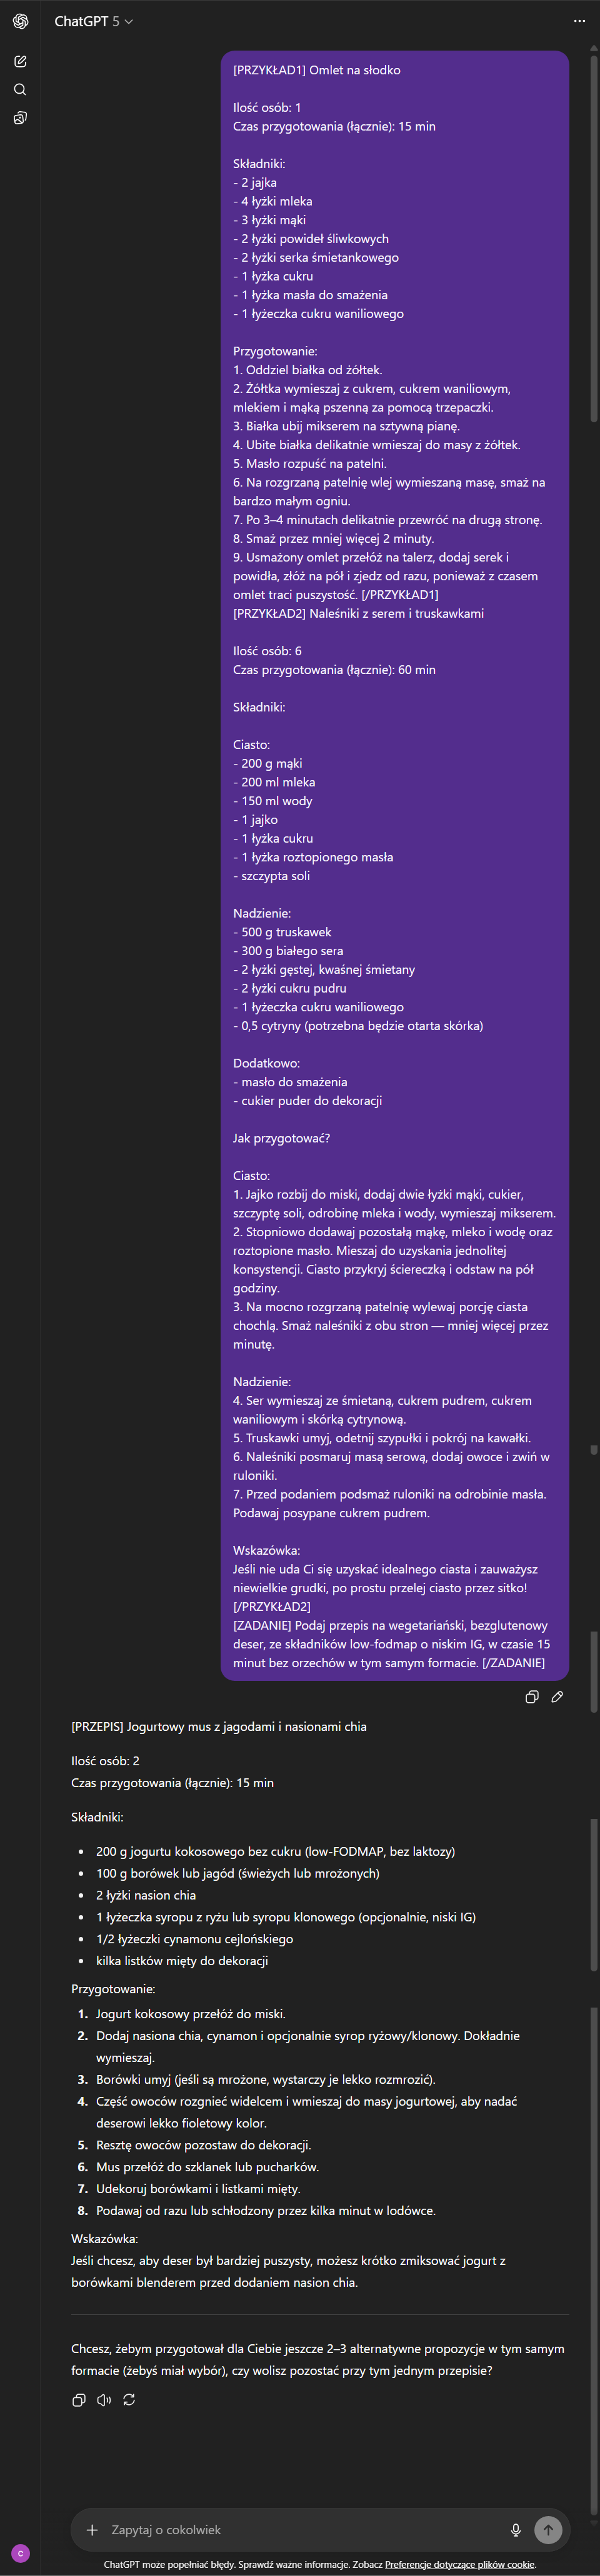 ChatGPT 5
[PRZYKŁAD1] Omlet na słodko
Ilość osób: 1
Czas przygotowania (łącznie): 15 min
Składniki:
- 2 jajka
- 4 łyżki mleka
- 3 łyżki mąki
- 2 łyżki powideł śliwkowych
- 2 łyżki serka śmietankowego
- 1 łyżka cukru
- 1 łyżka masła do smażenia
- 1 łyżeczka cukru waniliowego
Przygotowanie:
1. Oddziel białka od żółtek.
2. Żółtka wymieszaj z cukrem, cukrem waniliowym,
mlekiem i mąką pszenną za pomocą trzepaczki.
3. Białka ubij mikserem na sztywną pianę.
4. Ubite białka delikatnie wmieszaj do masy z żółtek.
5. Masło rozpuść na patelni.
6. Na rozgrzaną patelnię wlej wymieszaną masę, smaż na
bardzo małym ogniu.
7. Po 3–4 minutach delikatnie przewróć na drugą stronę.
8. Smaż przez mniej więcej 2 minuty.
9. Usmażony omlet przełóż na talerz, dodaj serek i
powidła, złóż na pół i zjedz od razu, ponieważ z czasem
omlet traci puszystość. [/PRZYKŁAD1]
[PRZYKŁAD2] Naleśniki z serem i truskawkami
Ilość osób: 6
Czas przygotowania (łącznie): 60 min
Składniki:
Ciasto:
- 200 g mąki
- 200 ml mleka
- 150 ml wody
- 1 jajko
- 1 łyżka cukru
- 1 łyżka roztopionego masła
- szczypta soli
Nadzienie:
- 500 g truskawek
- 300 g białego sera
- 2 łyżki gęstej, kwaśnej śmietany
- 2 łyżki cukru pudru
- 1 łyżeczka cukru waniliowego
- 0,5 cytryny (potrzebna będzie otarta skórka)
Dodatkowo:
- masło do smażenia
- cukier puder do dekoracji
Jak przygotować?
Ciasto:
1. Jajko rozbij do miski, dodaj dwie łyżki mąki, cukier,
szczyptę soli, odrobinę mleka i wody, wymieszaj mikserem.
2. Stopniowo dodawaj pozostałą mąkę, mleko i wodę oraz
roztopione masło. Mieszaj do uzyskania jednolitej
konsystencji. Ciasto przykryj ściereczką i odstaw na pół
godziny.
3. Na mocno rozgrzaną patelnię wylewaj porcję ciasta
chochlą. Smaż naleśniki z obu stron — mniej więcej przez
minutę.
Nadzienie:
4. Ser wymieszaj ze śmietaną, cukrem pudrem, cukrem
waniliowym i skórką cytrynową.
5. Truskawki umyj, odetnij szypułki i pokrój na kawałki.
6. Naleśniki posmaruj masą serową, dodaj owoce i zwiń w
ruloniki.
7. Przed podaniem podsmaż ruloniki na odrobinie masła.
Podawaj posypane cukrem pudrem.
Wskazówka:
Jeśli nie uda Ci się uzyskać idealnego ciasta i zauważysz
niewielkie grudki, po prostu przelej ciasto przez sitko!
[/PRZYKŁAD2]
[ZADANIE] Podaj przepis na wegetariański, bezglutenowy
deser, ze składników low-fodmap o niskim IG, w czasie 15
minut bez orzechów w tym samym formacie. [/ZADANIE]
[PRZEPIS] Jogurtowy mus z jagodami i nasionami chia
Ilość osób: 2
Czas przygotowania (łącznie): 15 min
Składniki:
• 200 g jogurtu kokosowego bez cukru (low-FODMAP, bez laktozy)
• 100 g borówek lub jagód (świeżych lub mrożonych)
• 2 łyżki nasion chia
• 1 łyżeczka syropu z ryżu lub syropu klonowego (opcjonalnie, niski IG)
• 1/2 łyżeczki cynamonu cejlońskiego
• kilka listków mięty do dekoracji
Przygotowanie:
1. Jogurt kokosowy przełóż do miski.
2. Dodaj nasiona chia, cynamon i opcjonalnie syrop ryżowy/klonowy. Dokładnie
wymieszaj.
3. Borówki umyj (jeśli są mrożone, wystarczy je lekko rozmrozić).
4. Część owoców rozgnieć widelcem i wmieszaj do masy jogurtowej, aby nadać
deserowi lekko fioletowy kolor.
5. Resztę owoców pozostaw do dekoracji.
6. Mus przełóż do szklanek lub pucharków.
7. Udekoruj borówkami i listkami mięty.
8. Podawaj od razu lub schłodzony przez kilka minut w lodówce.
Wskazówka:
Jeśli chcesz, aby deser był bardziej puszysty, możesz krótko zmiksować jogurt z
borówkami blenderem przed dodaniem nasion chia.
Chcesz, żebym przygotował dla Ciebie jeszcze 2–3 alternatywne propozycje w tym samym
formacie (żebyś miał wybór), czy wolisz pozostać przy tym jednym przepisie?
Zapytaj o cokolwiek
C
ChatGPT może popełniać błędy. Sprawdź ważne informacje. Zobacz Preferencje dotyczące plików cookie.